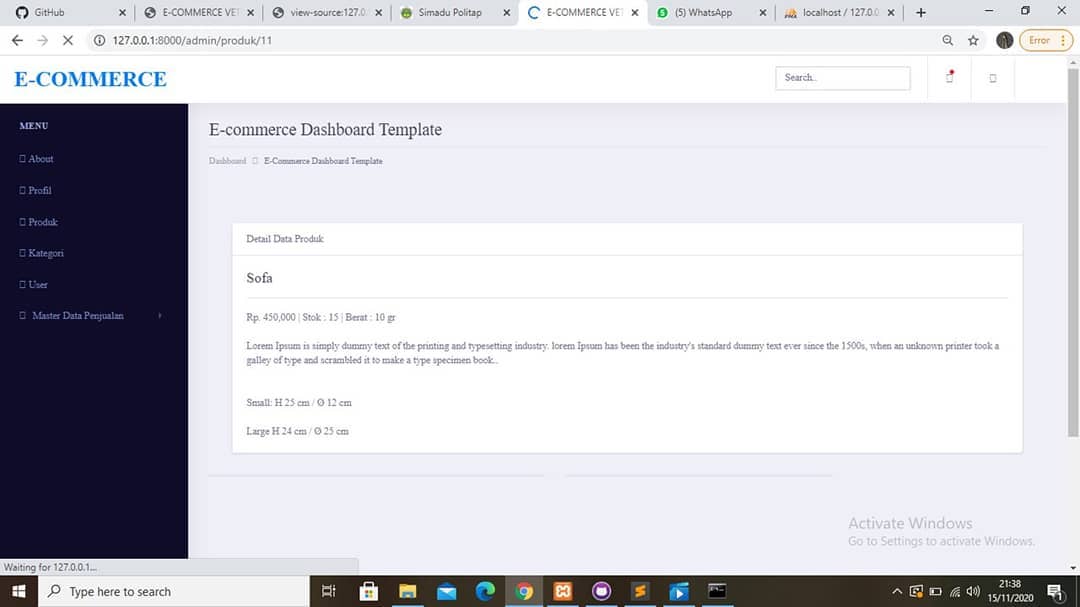 GitHub
E-COMMERCE VET
view-source:127.0.
Simadu Politap
E-COMMERCE VET
(5) WhatsApp
localhost / 127.0.0
127.0.0.1:8000/admin/produk/11
Error
E-COMMERCE
Search..
MENU
About
Profil
Produk
Kategori
User
Master Data Penjualan
E-commerce Dashboard Template
Dashboard E-Commerce Dashboard Template
Detail Data Produk
Sofa
Rp. 450,000 | Stok : 15 | Berat : 10 gr
Lorem Ipsum is simply dummy text of the printing and typesetting industry. lorem Ipsum has been the industry's standard dummy text ever since the 1500s, when an unknown printer took a
galley of type and scrambled it to make a type specimen book..
Small: H 25 cm / Ø 12 cm
Large H 24 cm / Ø 25 cm
Activate Windows
Go to Settings to activate Windows.
Waiting for 127.0.0.1...
Type here to search
21:38
15/11/2020
1